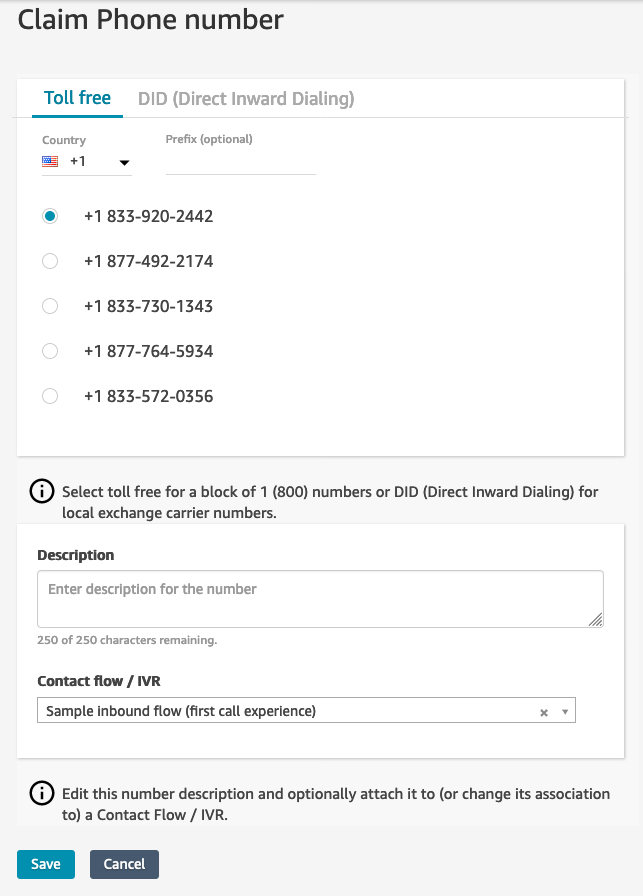 Claim Phone number
Toll free
DID (Direct Inward Dialing)
Country
Prefix (optional)
+1
+1 833-920-2442
+1 877-492-2174
+1 833-730-1343
+1 877-764-5934
+1 833-572-0356
Select toll free for a block of 1 (800) numbers or DID (Direct Inward Dialing) for
local exchange carrier numbers.
Description
Enter description for the number
250 of 250 characters remaining.
Contact flow / IVR
Sample inbound flow (first call experience)
Edit this number description and optionally attach it to (or change its association
to) a Contact Flow / IVR.
Save
Cancel